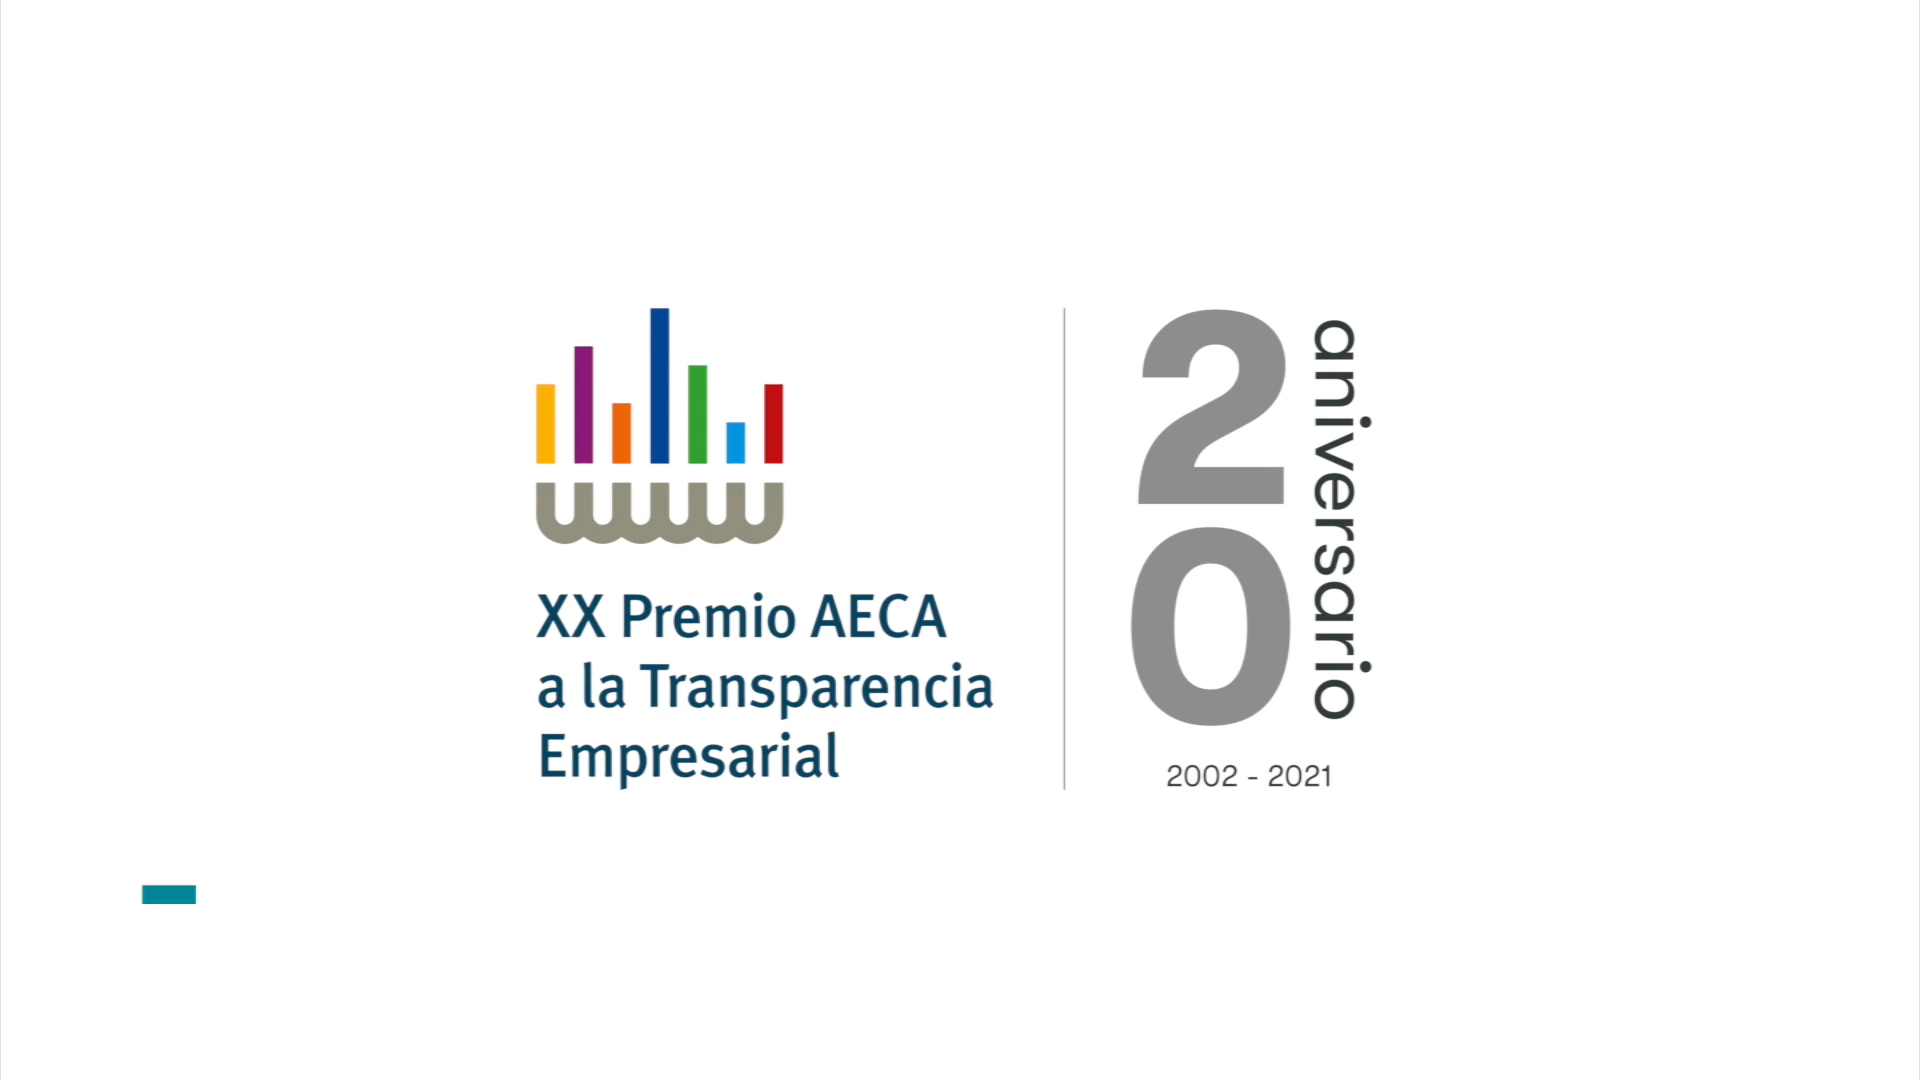 XX Premio AECA
a la Transparencia
Empresarial
20
aniversario
2002 - 2021